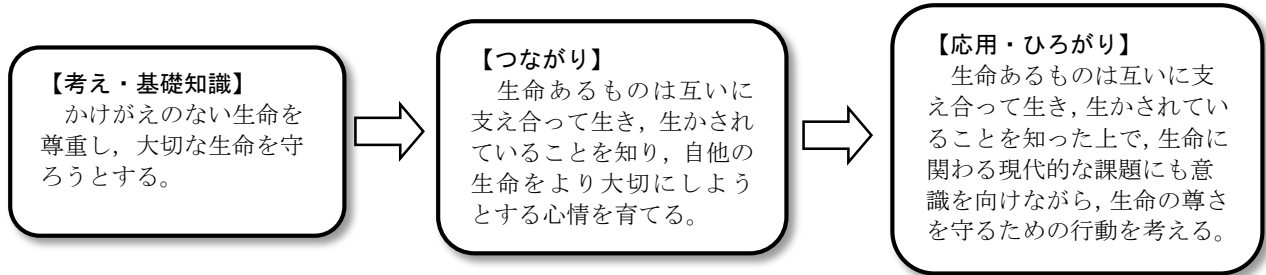 【考え・基礎知識】
　かけがえのない生命を
尊重し，大切な生命を守
ろうとする。
【つながり】
　生命あるものは互いに
支え合って生き，生かされ
ていることを知り，自他の
生命をより大切にしよう
とする心情を育てる。
【応用・ひろがり】
　生命あるものは互いに支
え合って生き，生かされてい
ることを知った上で，生命に
関わる現代的な課題にも意
識を向けながら，生命の尊さ
を守るための行動を考える。